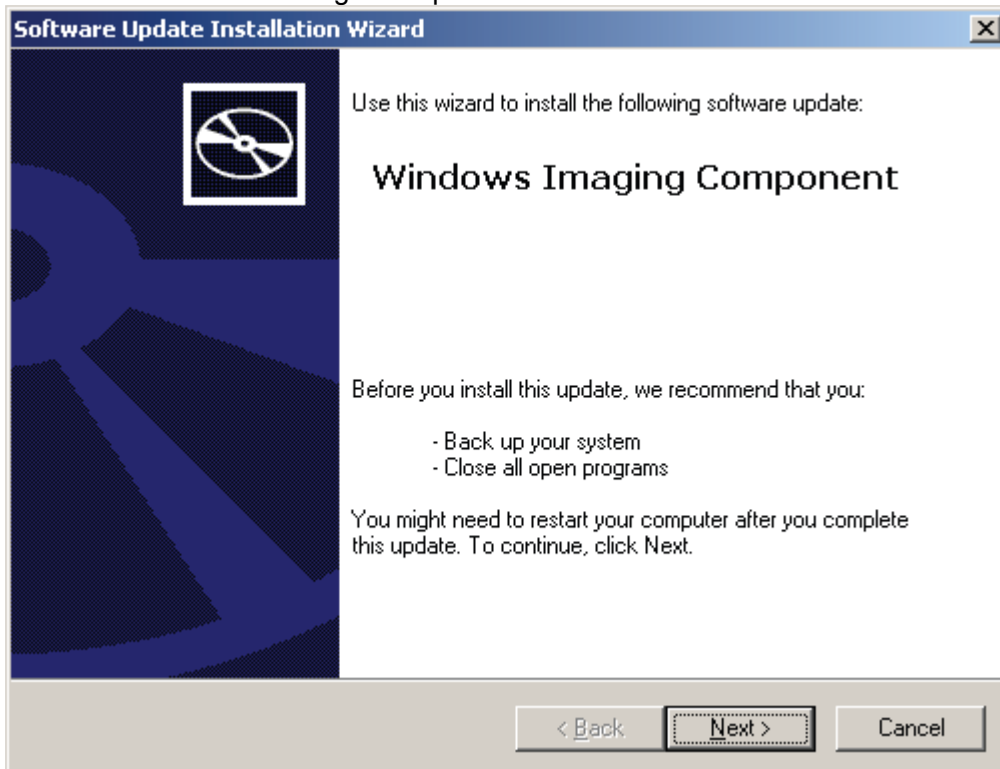 Software Update Installation Wizard
Use this wizard to install the following software update:
Windows Imaging Component
Before you install this update, we recommend that you:
- Back up your system
- Close all open programs
You might need to restart your computer after you complete
this update. To continue, click Next.
< Back
Next >
Cancel